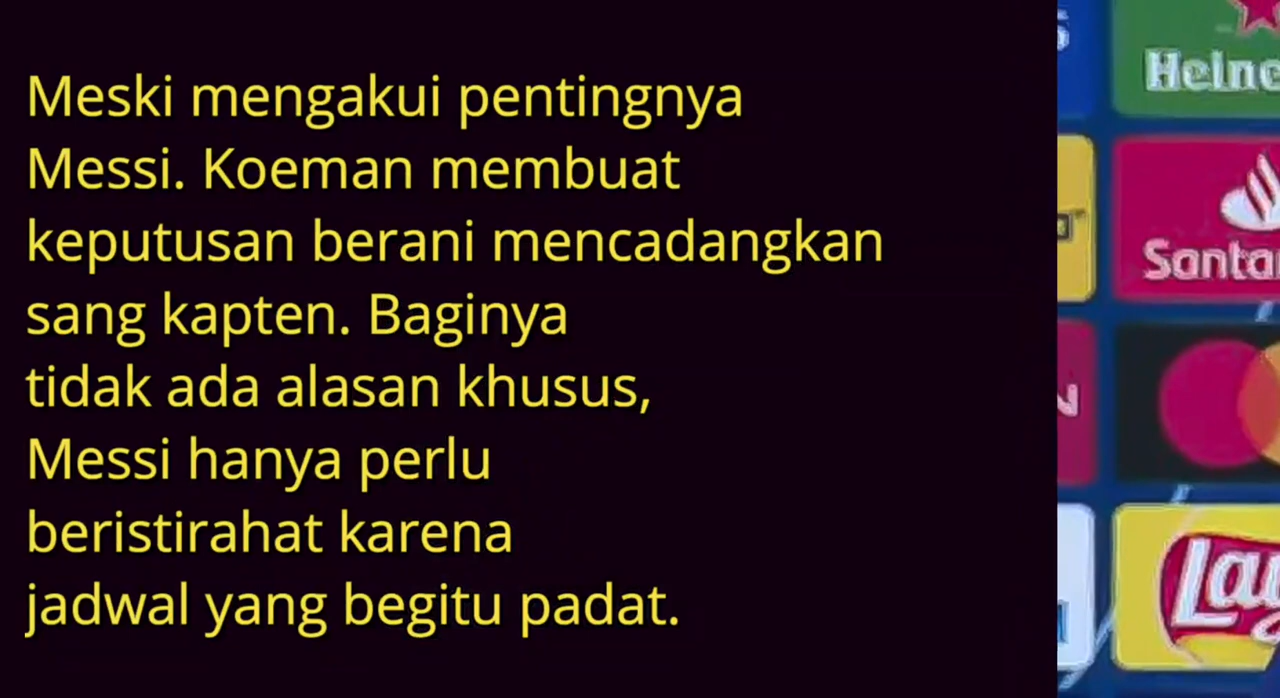 Meski mengakui pentingnya
Messi. Koeman membuat
keputusan berani mencadangkan
sang kapten. Baginya
tidak ada alasan khusus,
Messi hanya perlu
beristirahat karena
jadwal yang begitu padat.